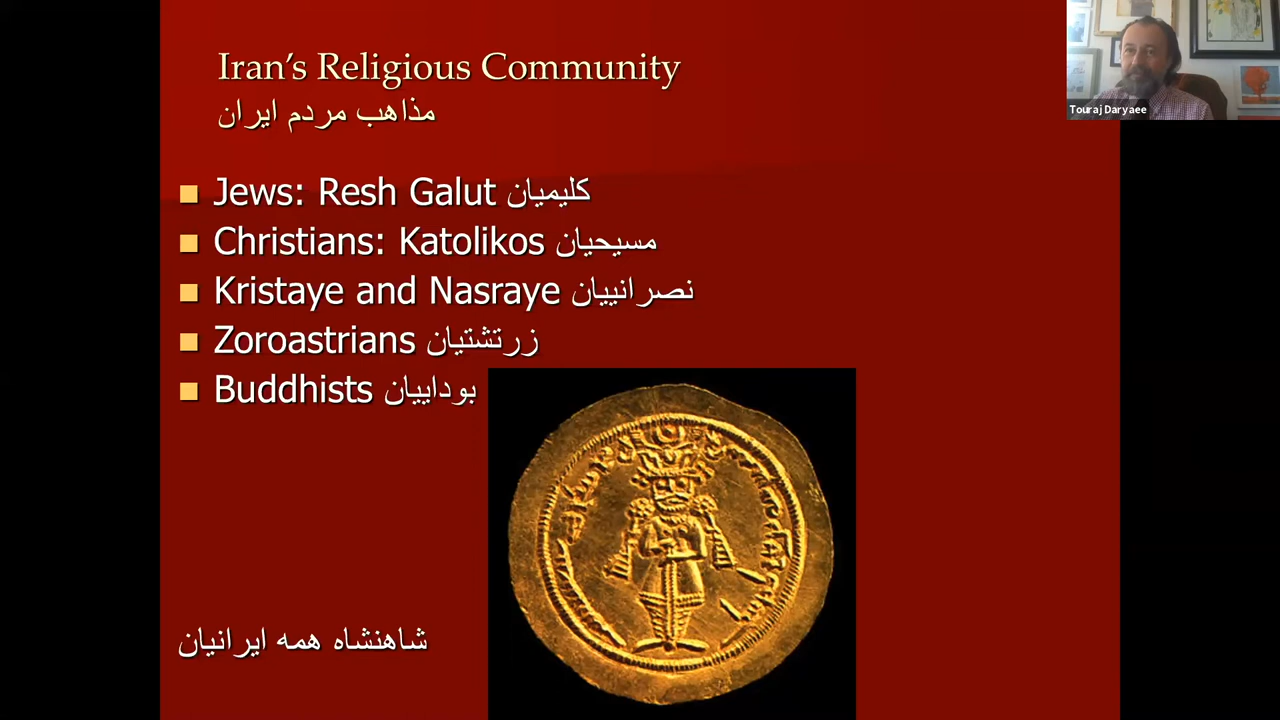 Iran's Religious Community
مذاهب مردم ایران
Jews: Resh Galut کلیمیان
Christians: Katolikos مسیحیان
Kristaye and Nasraye نصرانییان
Zoroastrians زرتشتیان
Buddhists بوداییان
شاهنشاه همه ایرانیان
Touraj Daryaee